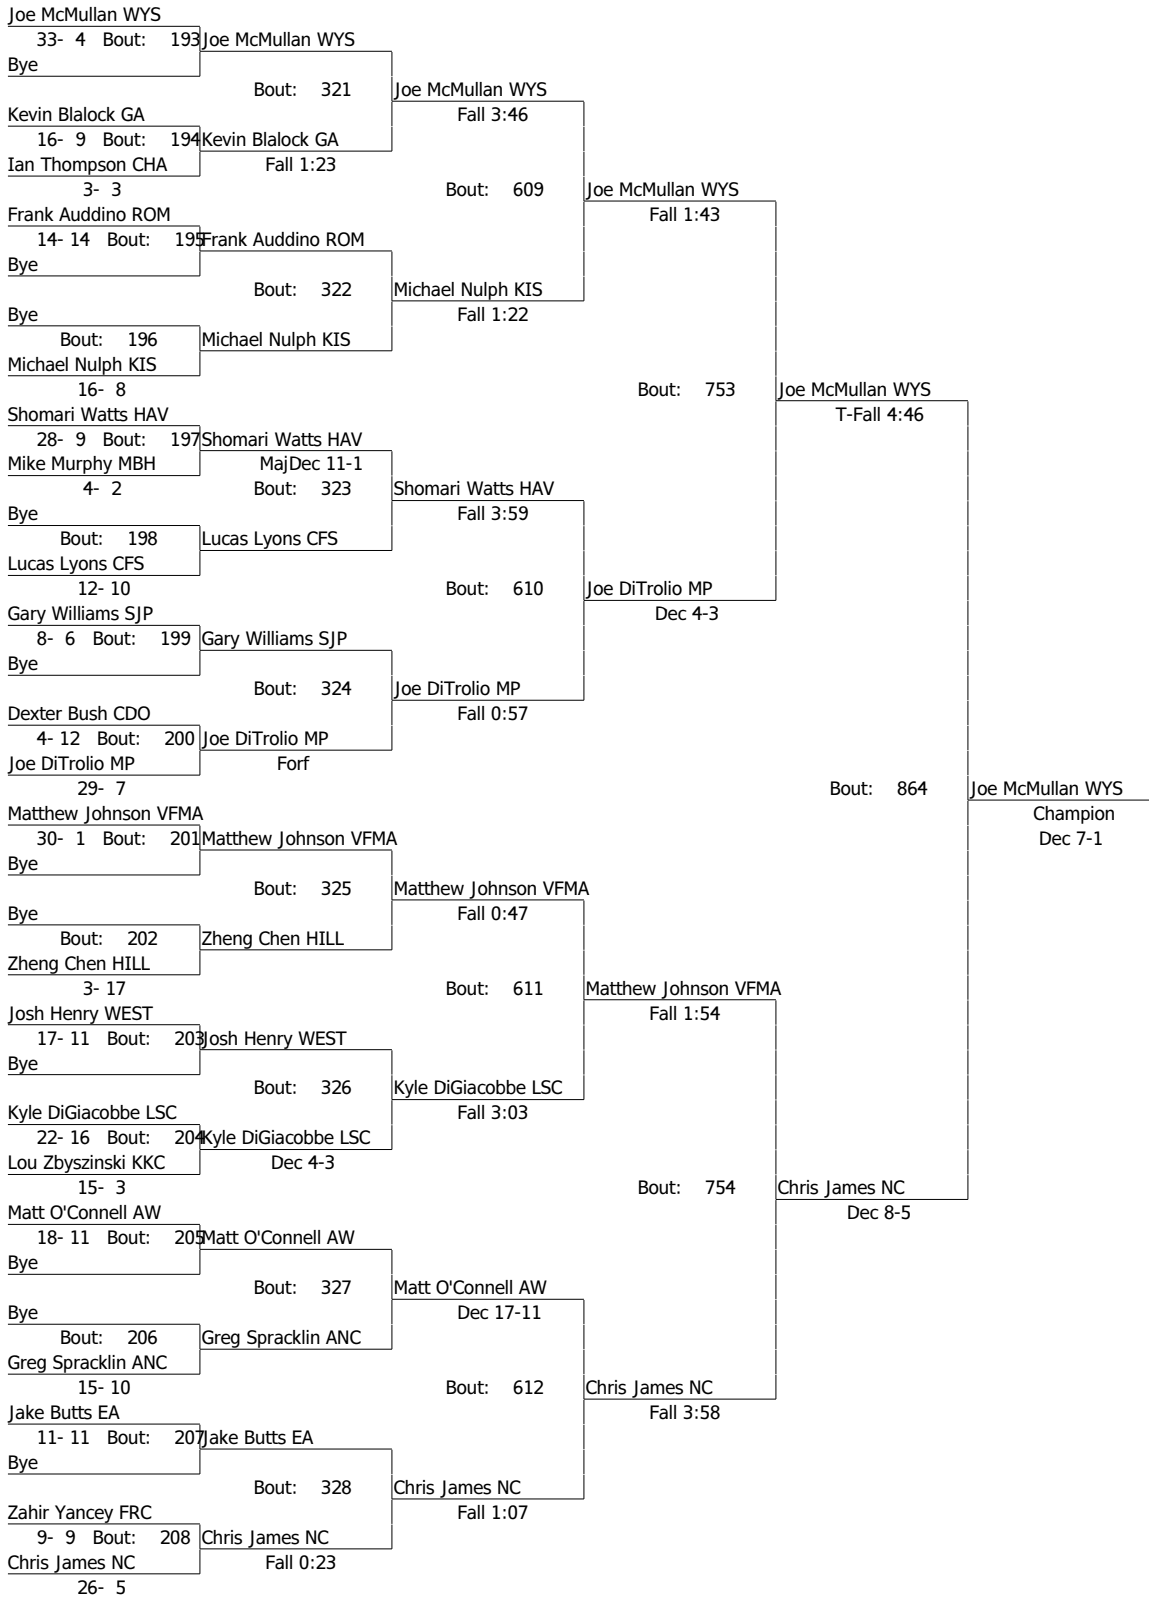 Joe McMullan WYS
33- 4 Bout: 193 Joe McMullan WYS
Bye
Bout: 321 Joe McMullan WYS
Kevin Blalock GA Fall 3:46
16- 9 Bout: 194 Kevin Blalock GA
Ian Thompson CHA Fall 1:23
3- 3 Bout: 609 Joe McMullan WYS
Frank Auddino ROM Fall 1:43
14- 14 Bout: 195 Frank Auddino ROM
Bye
Bout: 322 Michael Nulph KIS
Bye Fall 1:22
Bout: 196 Michael Nulph KIS
Michael Nulph KIS
16- 8 Bout: 753 Joe McMullan WYS
Shomari Watts HAV T-Fall 4:46
28- 9 Bout: 197 Shomari Watts HAV
Mike Murphy MBH MajDec 11-1
4- 2 Bout: 323 Shomari Watts HAV
Bye Fall 3:59
Bout: 198 Lucas Lyons CFS
Lucas Lyons CFS
12- 10 Bout: 610 Joe DiTrolio MP
Gary Williams SJP Dec 4-3
8- 6 Bout: 199 Gary Williams SJP
Bye
Bout: 324 Joe DiTrolio MP
Dexter Bush CDO Fall 0:57
4- 12 Bout: 200 Joe DiTrolio MP
Joe DiTrolio MP Forf
29- 7 Bout: 864 Joe McMullan WYS
Matthew Johnson VFMA Champion
30- 1 Bout: 201 Matthew Johnson VFMA Dec 7-1
Bye
Bout: 325 Matthew Johnson VFMA
Bye Fall 0:47
Bout: 202 Zheng Chen HILL
Zheng Chen HILL
3- 17 Bout: 611 Matthew Johnson VFMA
Josh Henry WEST Fall 1:54
17- 11 Bout: 203 Josh Henry WEST
Bye
Bout: 326 Kyle DiGiacobbe LSC
Kyle DiGiacobbe LSC Fall 3:03
22- 16 Bout: 204 Kyle DiGiacobbe LSC
Lou Zbyszinski KKC Dec 4-3
15- 3 Bout: 754 Chris James NC
Matt O'Connell AW Dec 8-5
18- 11 Bout: 205 Matt O'Connell AW
Bye
Bout: 327 Matt O'Connell AW
Bye Dec 17-11
Bout: 206 Greg Spracklin ANC
Greg Spracklin ANC
15- 10 Bout: 612 Chris James NC
Jake Butts EA Fall 3:58
11- 11 Bout: 207 Jake Butts EA
Bye
Bout: 328 Chris James NC
Zahir Yancey FRC Fall 1:07
9- 9 Bout: 208 Chris James NC
Chris James NC Fall 0:23
26- 5